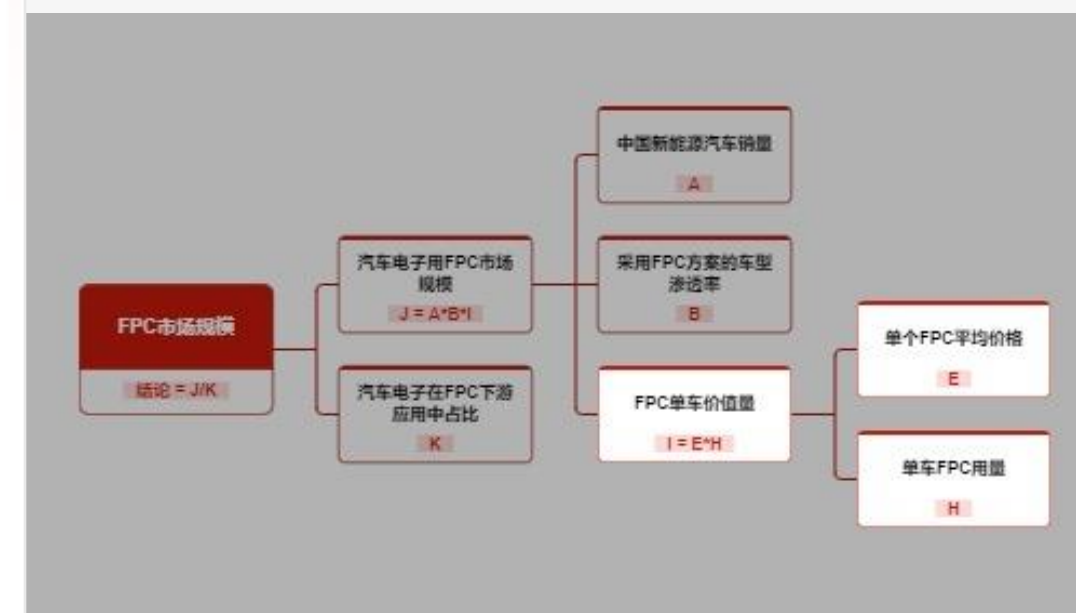 FPC市场规模
结论 = J/K
汽车电子用FPC市场
规模
J = A*B*I
汽车电子在FPC下游
应用中占比
K
中国新能源汽车销量
A
采用FPC方案的车型
渗透率
B
FPC单车价值量
I = E*H
单个FPC平均价格
E
单车FPC用量
H